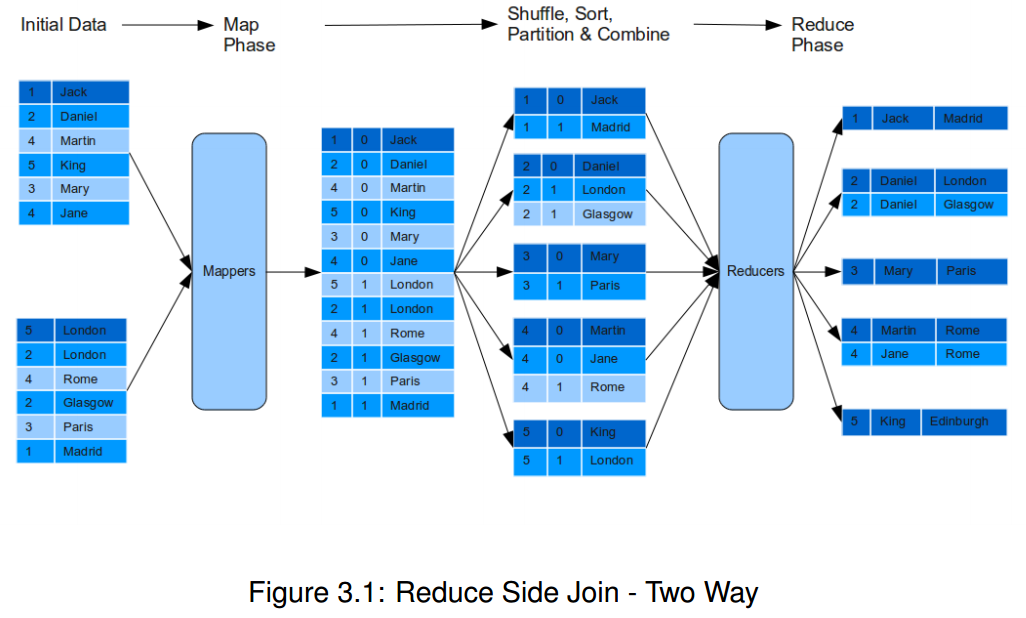 Initial Data
Map
Phase
Shuffle, Sort,
Partition & Combine
Reduce
Phase
1 Jack
2 Daniel
4 Martin
5 King
3 Mary
4 Jane
5 London
2 London
4 Rome
2 Glasgow
3 Paris
1 Madrid
Mappers
1 0 Jack
2 0 Daniel
4 0 Martin
5 0 King
3 0 Mary
4 0 Jane
5 1 London
2 1 London
4 1 Rome
2 1 Glasgow
3 1 Paris
1 1 Madrid
1 0 Jack
1 1 Madrid
2 0 Daniel
2 1 London
2 1 Glasgow
3 0 Mary
3 1 Paris
4 0 Martin
4 0 Jane
4 1 Rome
5 0 King
5 1 London
Reducers
1 Jack Madrid
2 Daniel London
2 Daniel Glasgow
3 Mary Paris
4 Martin Rome
4 Jane Rome
5 King Edinburgh
Figure 3.1: Reduce Side Join - Two Way